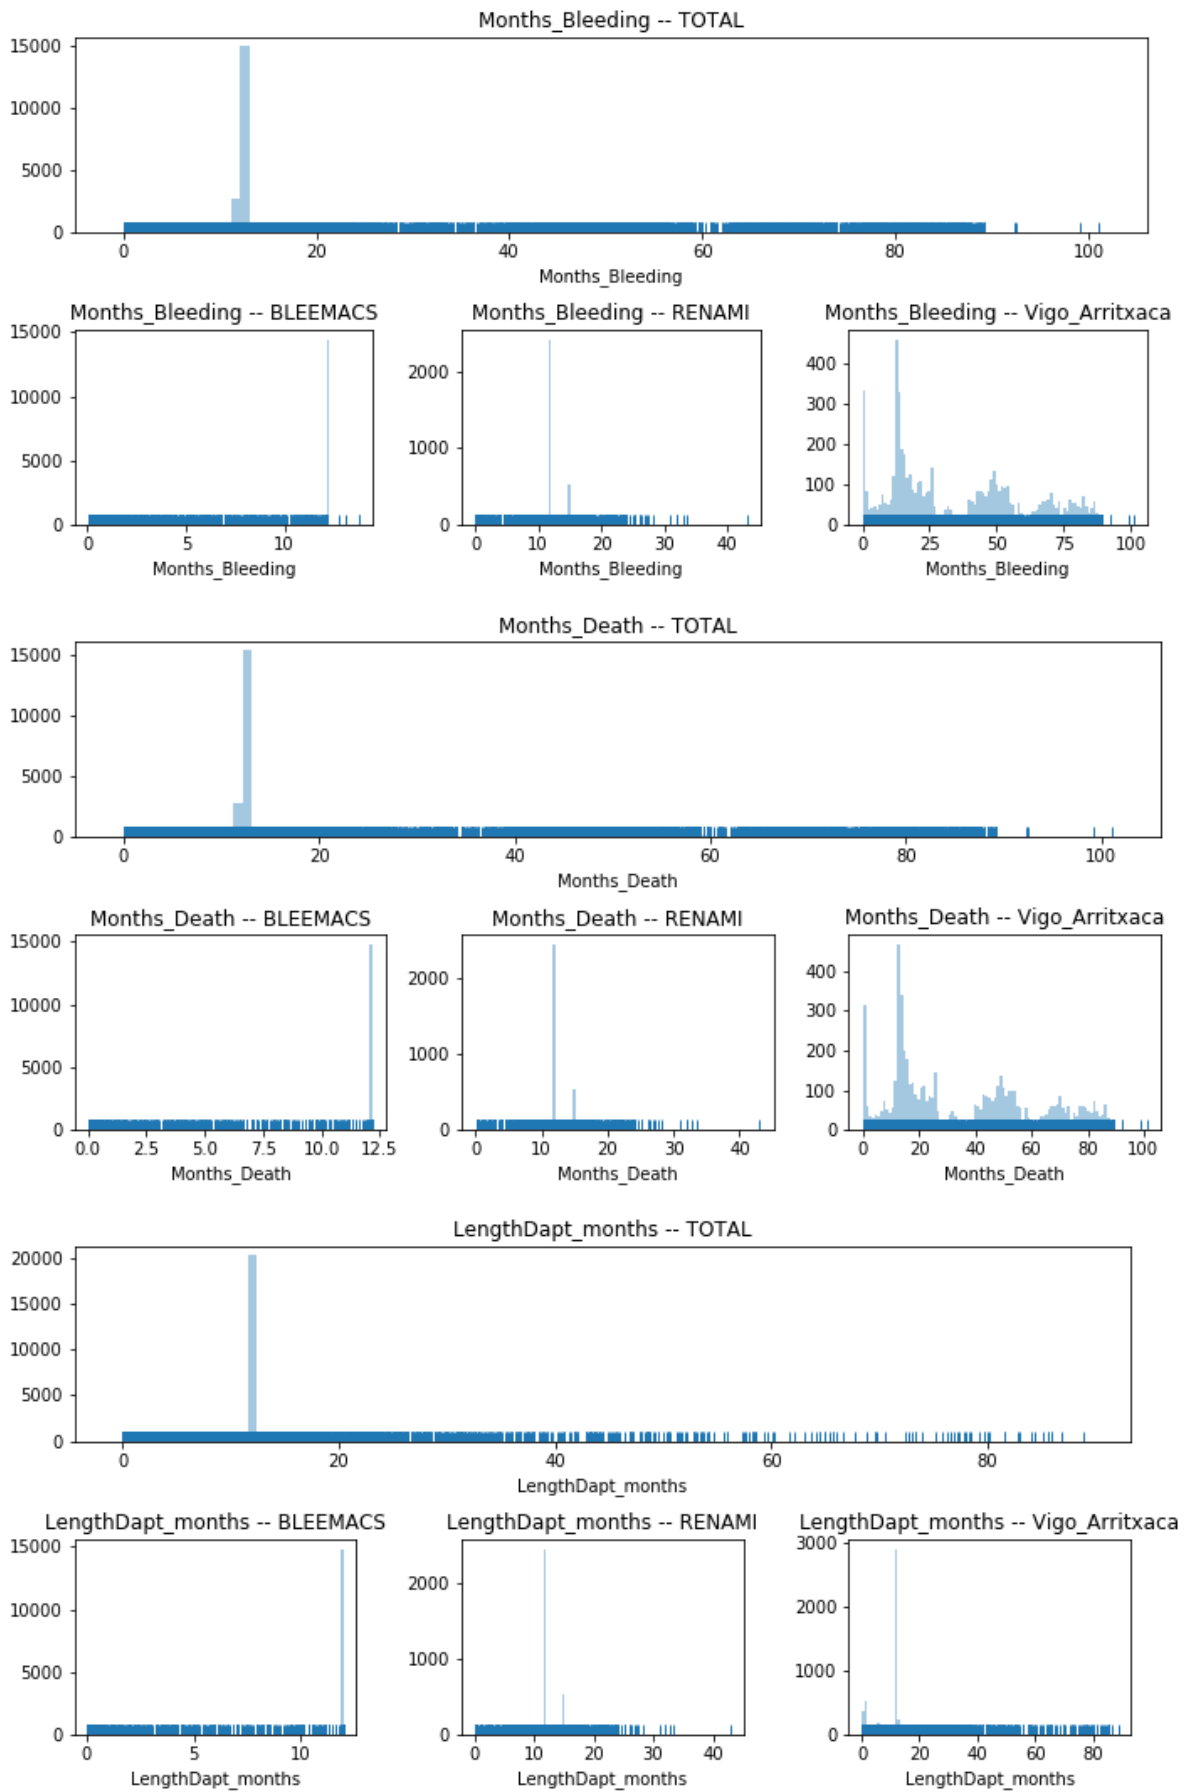 Months_Bleeding -- TOTAL
15000
10000
5000
0
0 20 40 60 80 100
Months_Bleeding
Months_Bleeding -- BLEEMACS Months_Bleeding -- RENAMI Months_Bleeding -- Vigo_Arritxaca
15000
10000
5000
0
0 5 10
Months_Bleeding
2000
1000
0
0 10 20 30 40
Months_Bleeding
400
300
200
100
0
0 25 50 75 100
Months_Bleeding
Months_Death -- TOTAL
15000
10000
5000
0
0 20 40 60 80 100
Months_Death
Months_Death -- BLEEMACS Months_Death -- RENAMI Months_Death -- Vigo_Arritxaca
15000
10000
5000
0
0.0 2.5 5.0 7.5 10.0 12.5
Months_Death
2000
1000
0
0 10 20 30 40
Months_Death
400
300
200
100
0
0 20 40 60 80 100
Months_Death
LengthDapt_months -- TOTAL
20000
15000
10000
5000
0
0 20 40 60 80
LengthDapt_months
LengthDapt_months -- BLEEMACS LengthDapt_months -- RENAMI LengthDapt_months -- Vigo_Arritxaca
15000
10000
5000
0
0 5 10
LengthDapt_months
2000
1000
0
0 10 20 30 40
LengthDapt_months
3000
2000
1000
0
0 20 40 60 80
LengthDapt_months